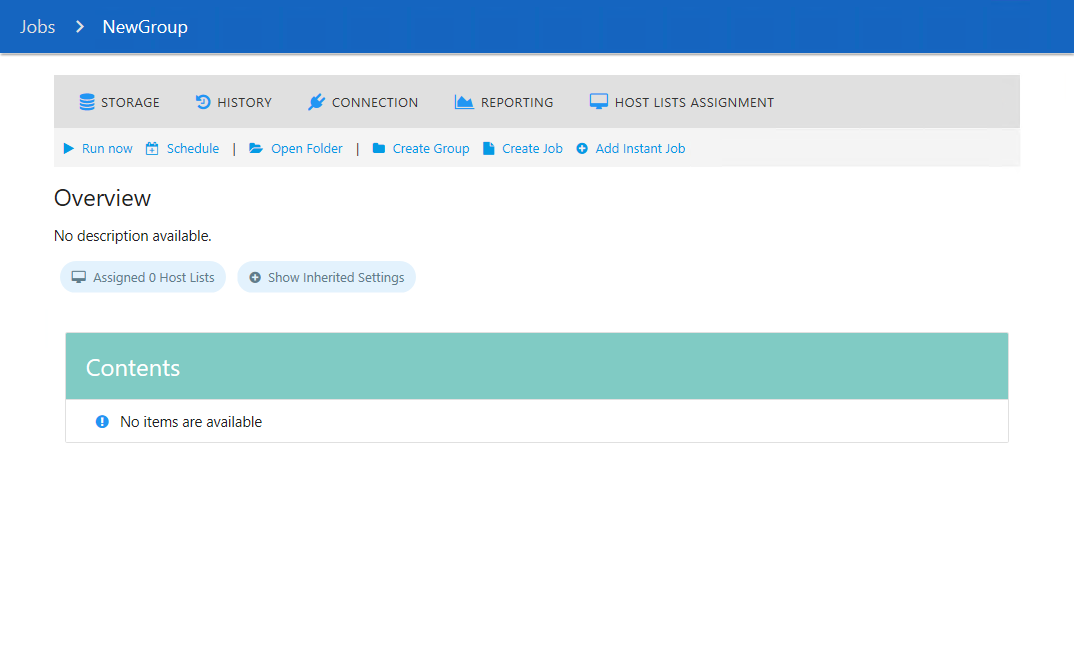 Jobs > NewGroup
STORAGE HISTORY CONNECTION REPORTING HOST LISTS ASSIGNMENT
Run now Schedule | Open Folder | Create Group Create Job Add Instant Job
Overview
No description available.
Assigned 0 Host Lists Show Inherited Settings
Contents
No items are available